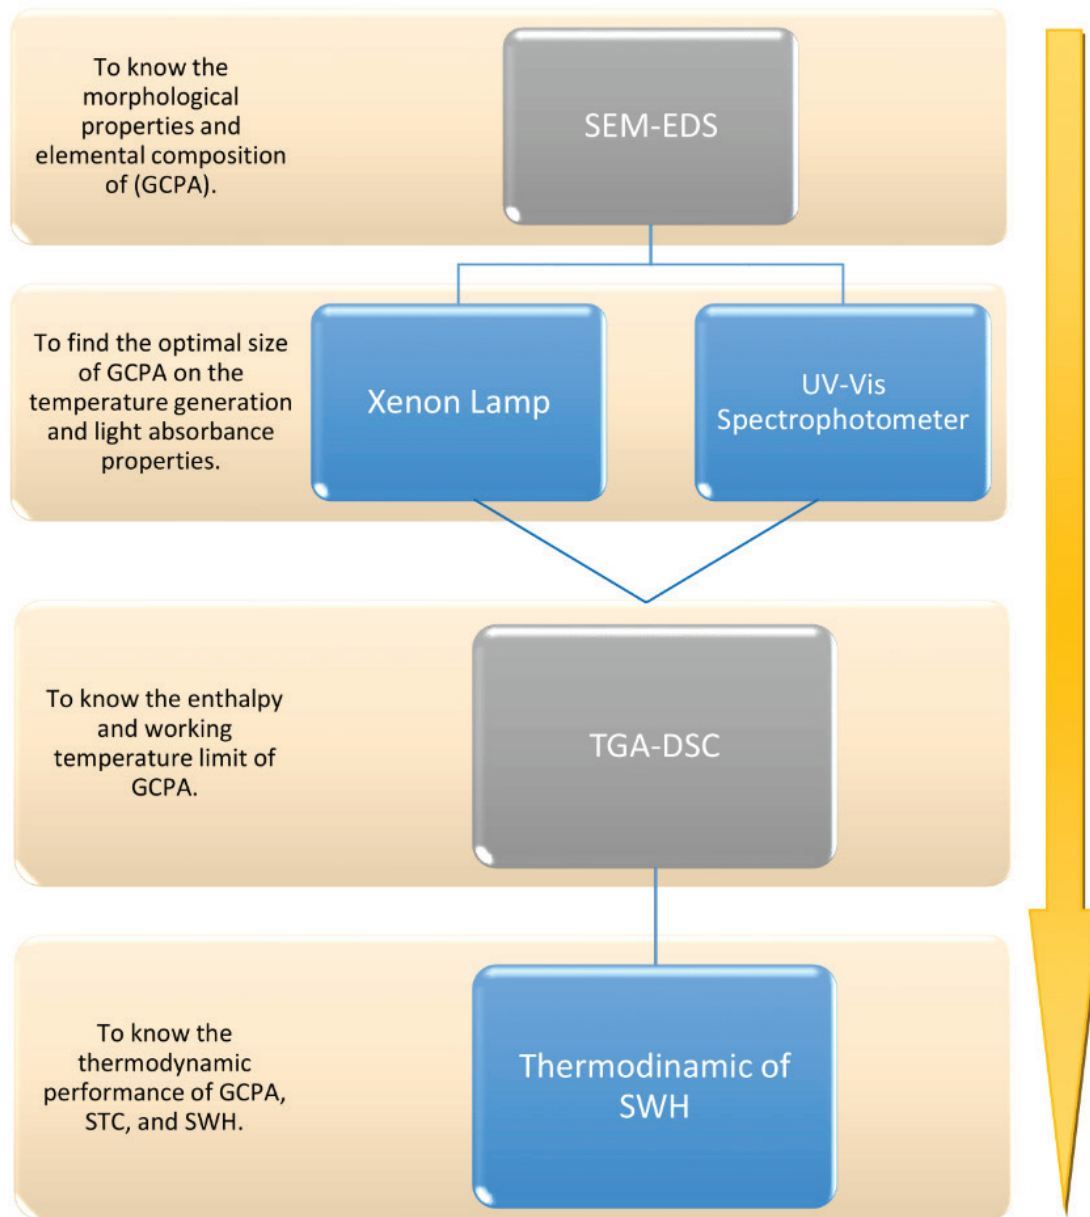 To know the
morphological
properties and
elemental composition
of (GCPA).
SEM-EDS
To find the optimal size
of GCPA on the
temperature generation
and light absorbance
properties.
Xenon Lamp
UV-Vis
Spectrophotometer
To know the enthalpy
and working
temperature limit of
GCPA.
TGA-DSC
To know the
thermodynamic
performance of GCPA,
STC, and SWH.
Thermodinamic of
SWH